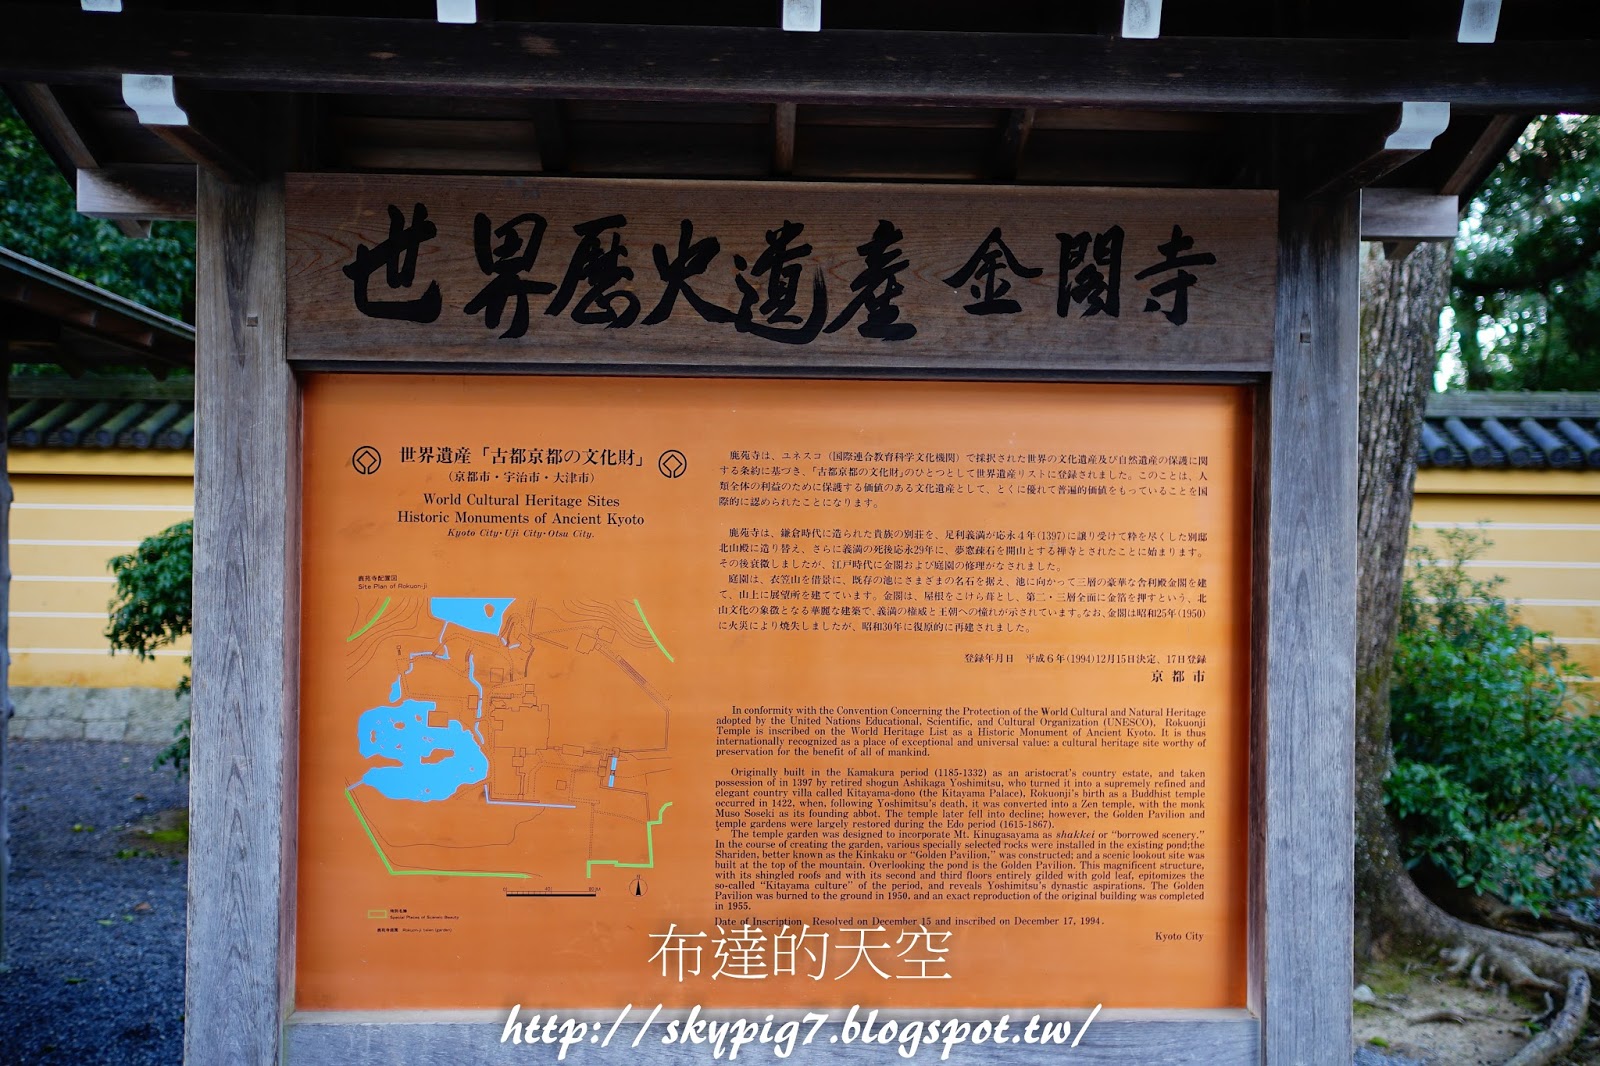 世界歴史遺産 金閣寺
世界遺産「古都京都の文化財」
(京都市・宇治市・大津市)
World Cultural Heritage Sites
Historic Monuments of Ancient Kyoto
Kyoto City・Uji City・Otsu City.
鹿苑寺配置図
Site Plan of Rokuon-ji
特別名勝
Special Places of Scenic Beauty
鹿苑寺は、ユネスコ(国際連合教育科学文化機関)で採択された世界の文化遺産及び自然遺産の保護に関
する条約に基づき、「古都京都の文化財」のひとつとして世界遺産リストに登録されました。このことは、人
類全体の利益のために保護する価値のある文化遺産として、とくに優れて普遍的価値をもっていることを国
際的に認められたことになります。
鹿苑寺は、鎌倉時代に造られた貴族の別荘を、足利義満が応永4年(1397)に譲り受けて粋を尽くした別邸
北山殿に造り替え、さらに義満の死後応永29年に、夢窓疎石を開山とする禅寺とされたことに始まります。
その後衰微しましたが、江戸時代に金閣および庭園の修理がなされました。
庭園は、衣笠山を借景に、既存の池にさまざまの名石を据え、池に向かって三層の豪華な舎利殿金閣を建
て、山上に展望所を建てています。金閣は、屋根をこけら葺とし、第二・三層全面に金箔を押すという、北
山文化の象徴となる華麗な建築で、義満の権威と王朝への憧れが示されています。なお、金閣は昭和25年(1950)
に火災により焼失しましたが、昭和30年に復原的に再建されました。
登録年月日 平成6年(1994)12月15日決定、17日登録
京都市
In conformity with the Convention Concerning the Protection of the World Cultural and Natural Heritage
adopted by the United Nations Educational, Scientific, and Cultural Organization (UNESCO), Rokuonji
Temple is inscribed on the World Heritage List as a Historic Monument of Ancient Kyoto. It is thus
internationally recognized as a place of exceptional and universal value: a cultural heritage site worthy of
preservation for the benefit of all of mankind.
Originally built in the Kamakura period (1185-1332) as an aristocrat's country estate, and taken
possession of in 1397 by retired shogun Ashikaga Yoshimitsu, who turned it into a supremely refined and
elegant country villa called Kitayama-dono (the Kitayama Palace), Rokuonji's birth as a Buddhist temple
occurred in 1422, when, following Yoshimitsu's death, it was converted into a Zen temple, with the monk
Muso Soseki as its founding abbot. The temple later fell into decline; however, the Golden Pavilion and
temple gardens were largely restored during the Edo period (1615-1867).
The temple garden was designed to incorporate Mt. Kinugasayama as shakkei or "borrowed scenery."
In the course of creating the garden, various specially selected rocks were installed in the existing pond;the
Shariden, better known as the Kinkaku or "Golden Pavilion," was constructed; and a scenic lookout site was
built at the top of the mountain. Overlooking the pond is the Golden Pavilion. This magnificent structure,
with its shingled roofs and with its second and third floors entirely gilded with gold leaf, epitomizes the
so-called "Kitayama culture" of the period, and reveals Yoshimitsu's dynastic aspirations. The Golden
Pavilion was burned to the ground in 1950, and an exact reproduction of the original building was completed
in 1955.
Date of Inscription Resolved on December 15 and inscribed on December 17, 1994.
Kyoto City
布達的天空
http://skypig7.blogspot.tw/